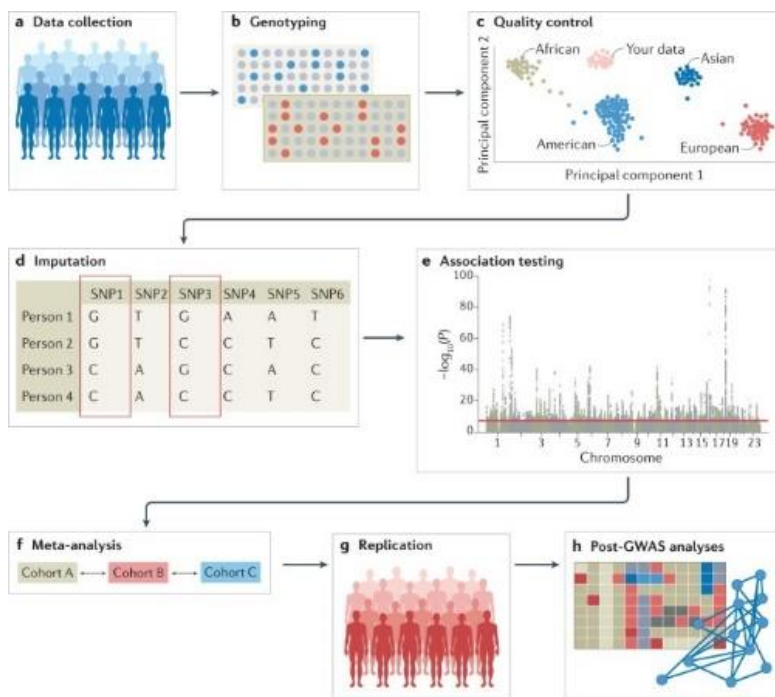 a Data collection
b Genotyping
c Quality control
Principal component 2
African
Your data
Asian
American
European
Principal component 1
d Imputation
SNP1 SNP2 SNP3 SNP4 SNP5 SNP6
Person 1 G T G A A T
Person 2 G T C C T C
Person 3 C A G C A C
Person 4 C A C C T C
e Association testing
–log10(P)
100
80
60
40
20
0
1 3 5 7 9 11 13 15 17 19 23
Chromosome
f Meta-analysis
Cohort A Cohort B Cohort C
g Replication
h Post-GWAS analyses